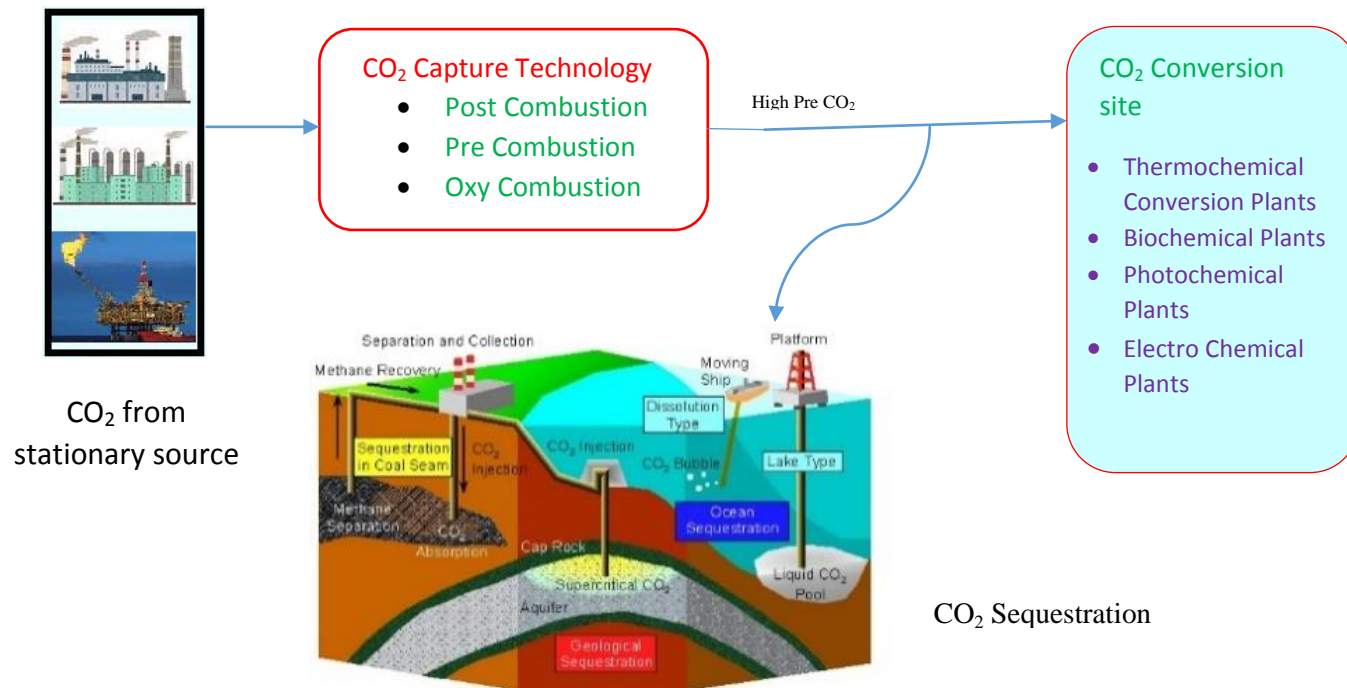 CO₂ Capture Technology
• Post Combustion
• Pre Combustion
• Oxy Combustion
High Pre CO₂
CO₂ Conversion
site
• Thermochemical
Conversion Plants
• Biochemical Plants
• Photochemical
Plants
• Electro Chemical
Plants
CO₂ from
stationary source
Separation and Collection
Methane Recovery
Platform
Moving
Ship
Dissolution
Type
Sequestration
in Coal Seam
CO₂
Injection
CO₂ Injection
CO₂ Bubble
Lake Type
Methane
Separation
CO₂
Absorption
Ocean
Sequestration
Cap Rock
Supercritical CO₂
Liquid CO₂
Pool
Aquifer
Geological
Sequestration
CO₂ Sequestration